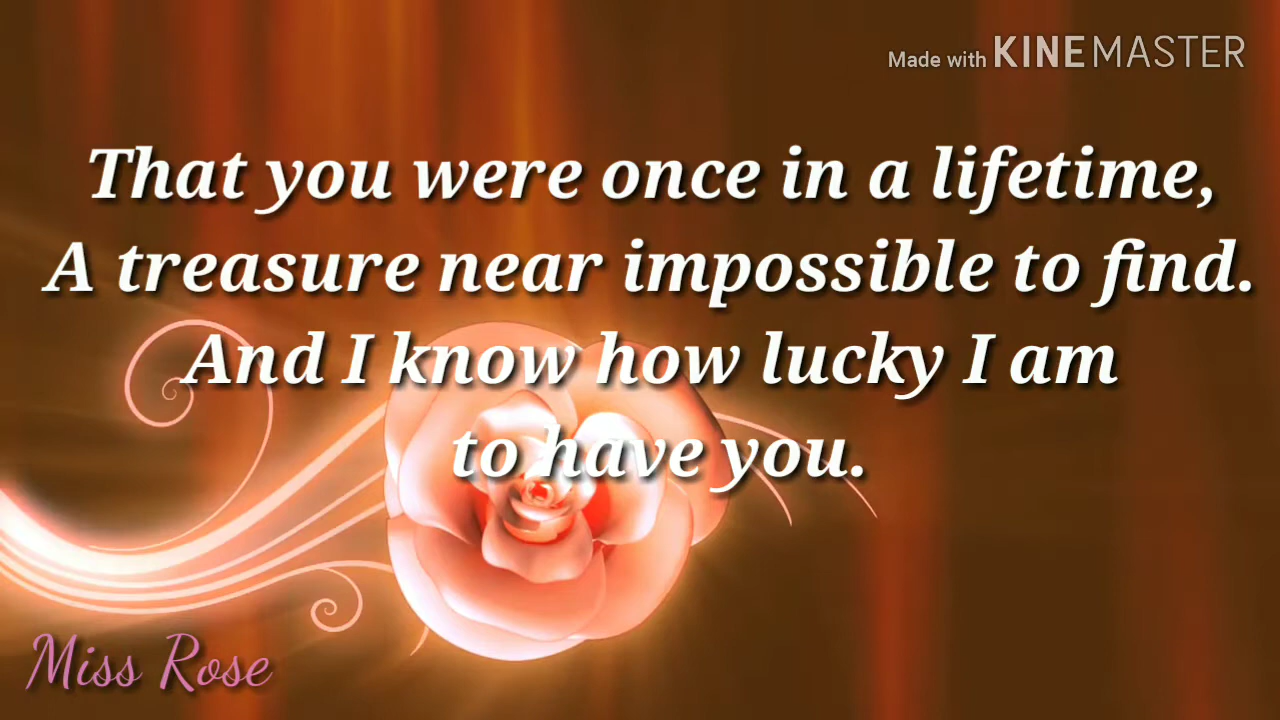 Made with KINEMASTER
That you were once in a lifetime,
A treasure near impossible to find.
And I know how lucky I am
to have you.
Miss Rose